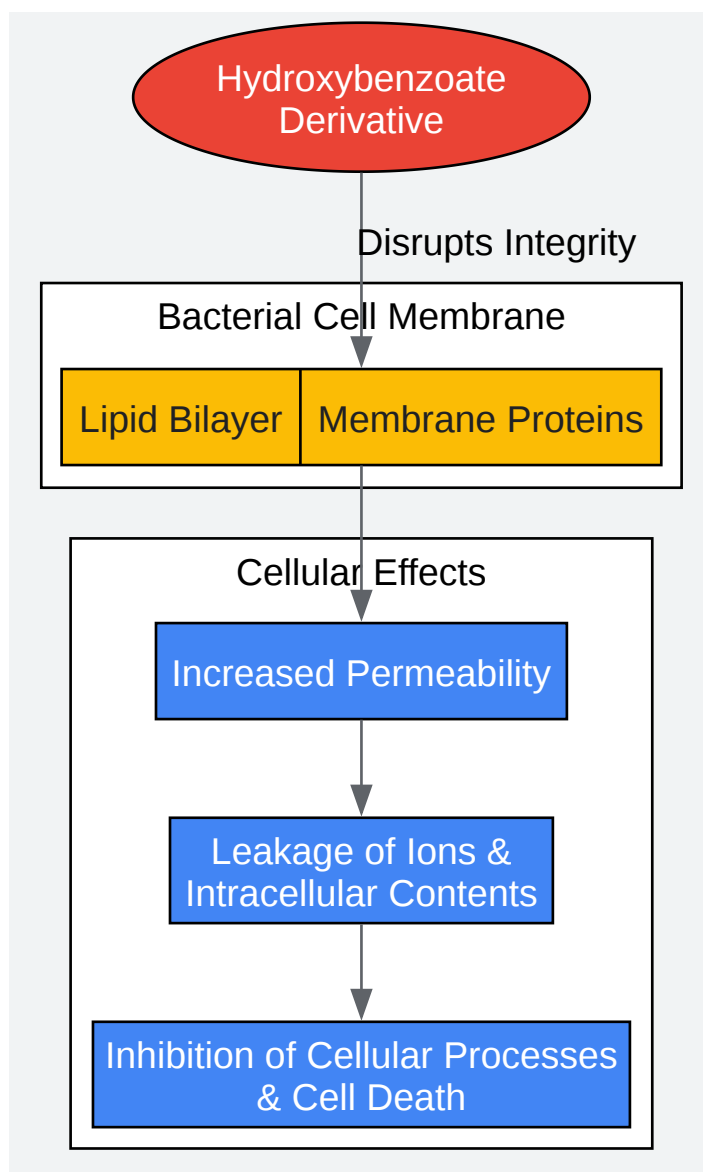 Hydroxybenzoate
Derivative
Disrupts Integrity
Bacterial Cell Membrane
Lipid Bilayer
Membrane Proteins
Cellular Effects
Increased Permeability
Leakage of Ions &
Intracellular Contents
Inhibition of Cellular Processes
& Cell Death